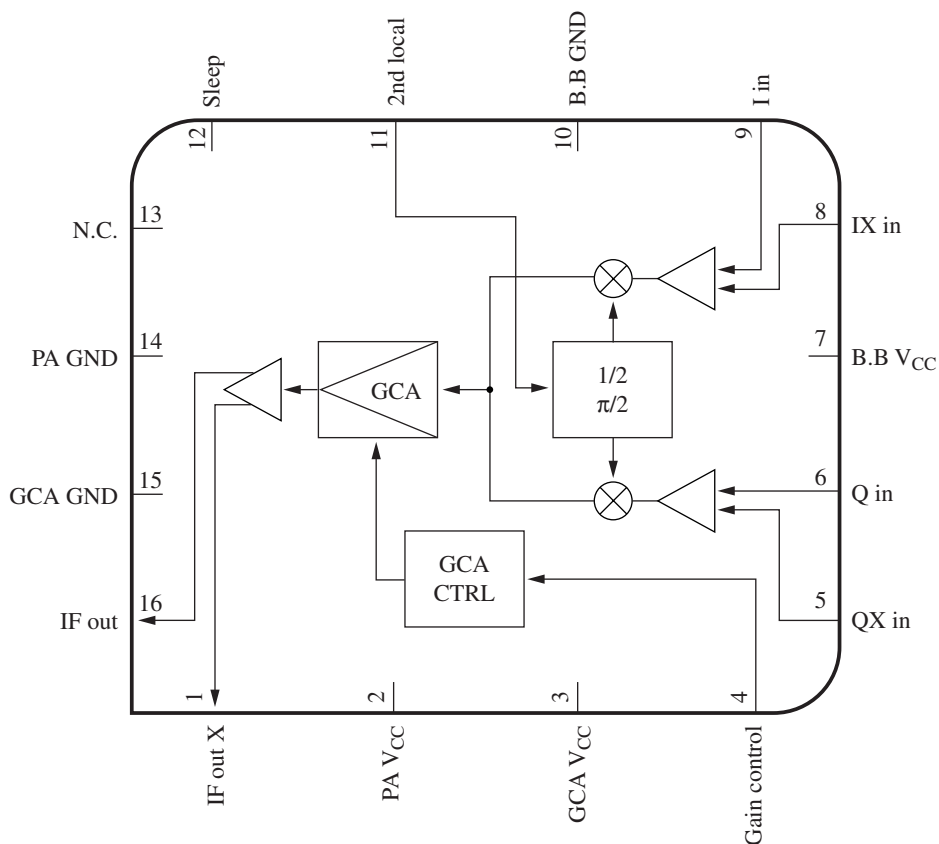 Sleep
2nd local
B.B GND
I in
12
11
10
9
N.C.
13
8
IX in
PA GND
14
7
B.B VCC
1/2
π/2
GCA
GCA GND
15
6
Q in
GCA
CTRL
IF out
16
5
QX in
1
2
3
4
IF out X
PA VCC
GCA VCC
Gain control